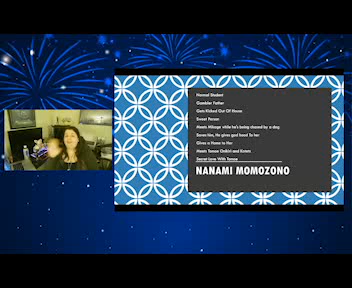 Normal Student
Gambler Father
Gets Kicked Out Of House
Sweet Person
Meets Mikage while he's being chased by a dog
Saves him, He gives god hood To her
Gives a Home to Her
Meets Tomoe Onikiri and Kotetu
Secret Love With Tomoe
NANAMI MOMOZONO